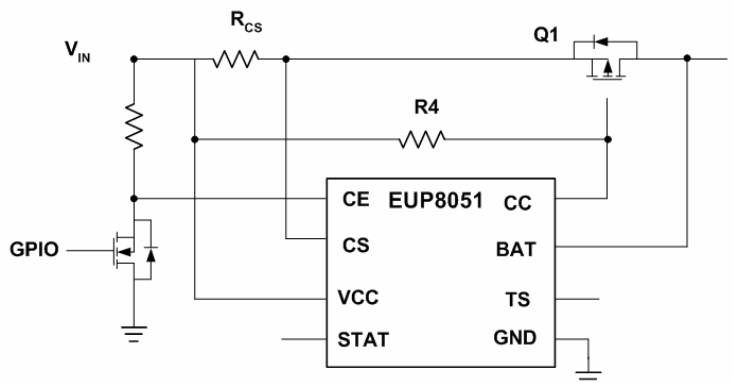 R_CS
Q1
V_IN
R4
CE EUP8051 CC
GPIO
CS BAT
VCC TS
STAT GND